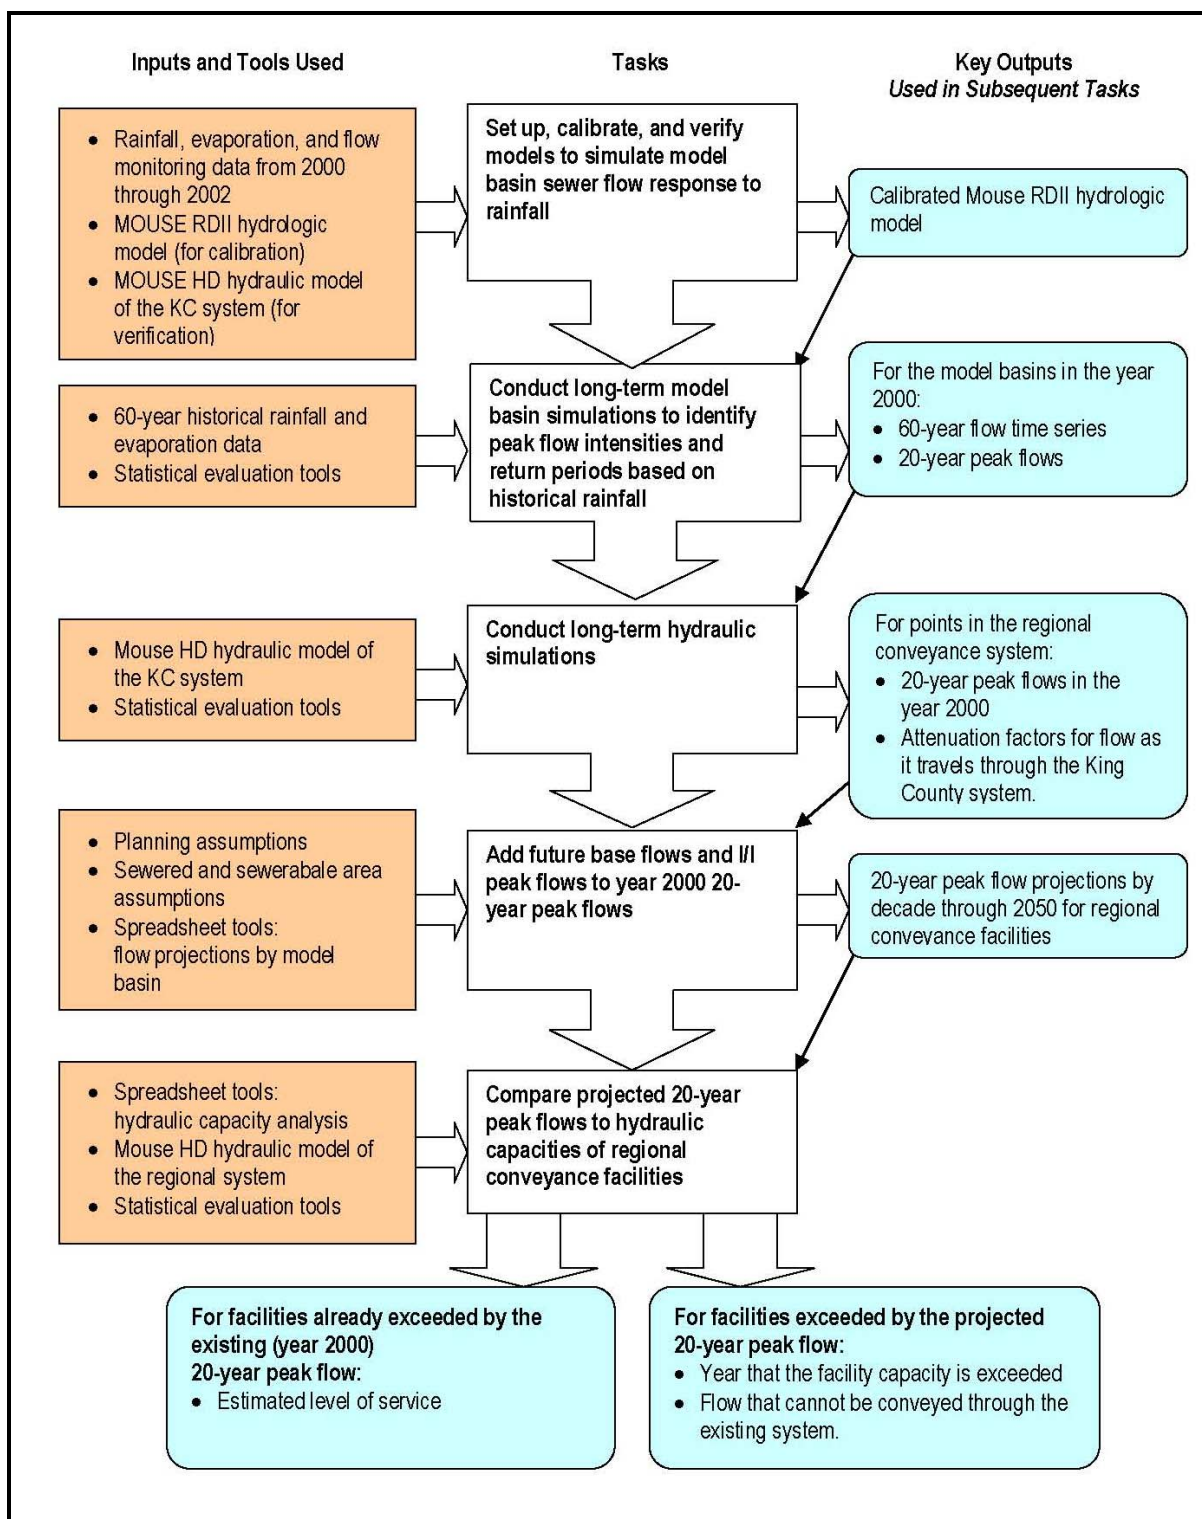 Inputs and Tools Used
Tasks
Key Outputs
Used in Subsequent Tasks
• Rainfall, evaporation, and flow
monitoring data from 2000
through 2002
• MOUSE RDII hydrologic
model (for calibration)
• MOUSE HD hydraulic model
of the KC system (for
verification)
Set up, calibrate, and verify
models to simulate model
basin sewer flow response to
rainfall
Calibrated Mouse RDII hydrologic
model
• 60-year historical rainfall and
evaporation data
• Statistical evaluation tools
Conduct long-term model
basin simulations to identify
peak flow intensities and
return periods based on
historical rainfall
For the model basins in the year
2000:
• 60-year flow time series
• 20-year peak flows
• Mouse HD hydraulic model of
the KC system
• Statistical evaluation tools
Conduct long-term hydraulic
simulations
For points in the regional
conveyance system:
• 20-year peak flows in the
year 2000
• Attenuation factors for flow as
it travels through the King
County system.
• Planning assumptions
• Sewered and sewerabale area
assumptions
• Spreadsheet tools:
flow projections by model
basin
Add future base flows and I/I
peak flows to year 2000 20-
year peak flows
20-year peak flow projections by
decade through 2050 for regional
conveyance facilities
• Spreadsheet tools:
hydraulic capacity analysis
• Mouse HD hydraulic model of
the regional system
• Statistical evaluation tools
Compare projected 20-year
peak flows to hydraulic
capacities of regional
conveyance facilities
For facilities already exceeded by the
existing (year 2000)
20-year peak flow:
• Estimated level of service
For facilities exceeded by the projected
20-year peak flow:
• Year that the facility capacity is exceeded
• Flow that cannot be conveyed through the
existing system.